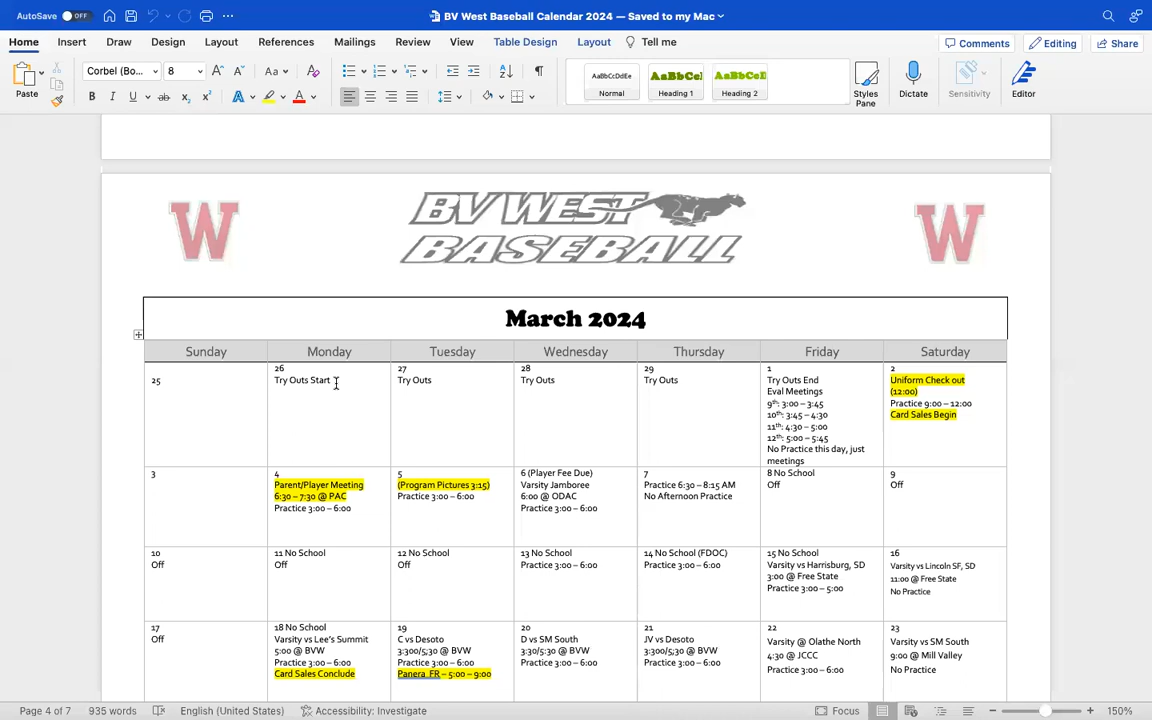 AutoSave OFF
BV West Baseball Calendar 2024 — Saved to my Mac
Home Insert Draw Design Layout References Mailings Review View Table Design Layout Tell me
Comments Editing Share
Paste
Corbel (Bo... 8
Aa
B I U ab x₂ x² A A
AaBbCcDdEe AaBbCcI AaBbCcD
Normal Heading 1 Heading 2
Styles Pane
Dictate
Sensitivity
Editor
W BV WEST W
BASEBALL
March 2024
Sunday Monday Tuesday Wednesday Thursday Friday Saturday
25
26
Try Outs Start
27
Try Outs
28
Try Outs
29
Try Outs
1
Try Outs End
Eval Meetings
9th: 3:00 – 3:45
10th: 3:45 – 4:30
11th: 4:30 – 5:00
12th: 5:00 – 5:45
No Practice this day, just
meetings
2
Uniform Check out
(12:00)
Practice 9:00 – 12:00
Card Sales Begin
3
4
Parent/Player Meeting
6:30 – 7:30 @ PAC
Practice 3:00 – 6:00
5
(Program Pictures 3:15)
Practice 3:00 – 6:00
6 (Player Fee Due)
Varsity Jamboree
6:00 @ ODAC
Practice 3:00 – 6:00
7
Practice 6:30 – 8:15 AM
No Afternoon Practice
8 No School
Off
9
Off
10
Off
11 No School
Off
12 No School
Off
13 No School
Practice 3:00 – 6:00
14 No School (FDOC)
Practice 3:00 – 6:00
15 No School
Varsity vs Harrisburg, SD
3:00 @ Free State
Practice 3:00 – 5:00
16
Varsity vs Lincoln SF, SD
11:00 @ Free State
No Practice
17
Off
18 No School
Varsity vs Lee's Summit
5:00 @ BVW
Practice 3:00 – 6:00
Card Sales Conclude
19
C vs Desoto
3:300/5;30 @ BVW
Practice 3:00 – 6:00
Panera FR – 5:00 – 9:00
20
D vs SM South
3:30/5:30 @ BVW
Practice 3:00 – 6:00
21
JV vs Desoto
3:300/5;30 @ BVW
Practice 3:00 – 6:00
22
Varsity @ Olathe North
4:30 @ JCCC
Practice 3:00 – 6:00
23
Varsity vs SM South
9:00 @ Mill Valley
No Practice
Page 4 of 7 935 words English (United States) Accessibility: Investigate Focus 150%